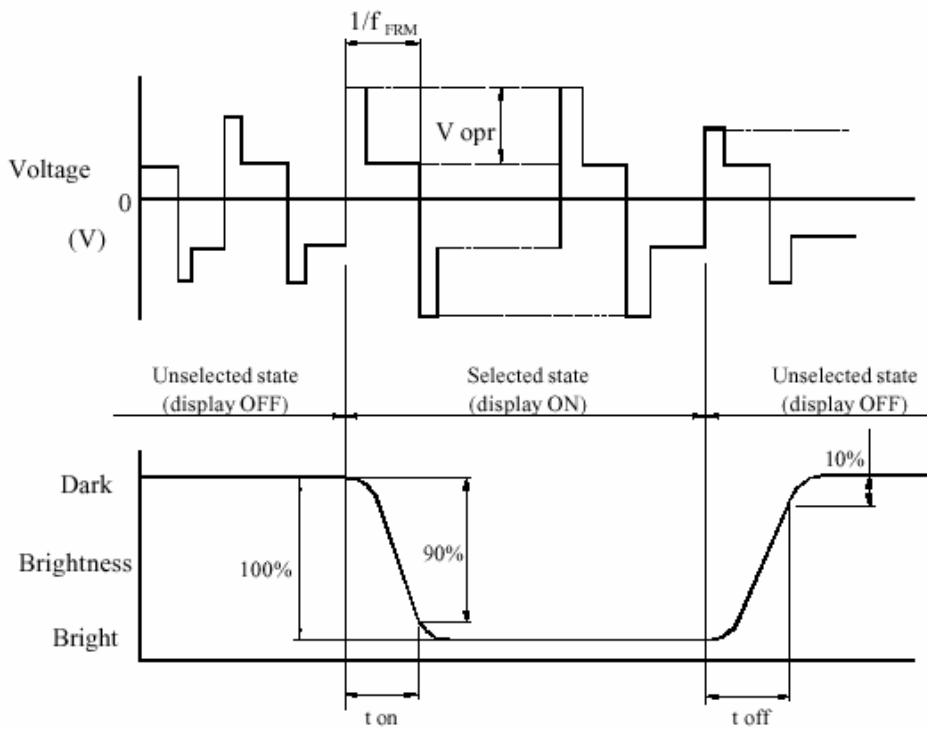 1/f FRM
V opr
Voltage
0
(V)
Unselected state
(display OFF)
Selected state
(display ON)
Unselected state
(display OFF)
Dark
10%
Brightness
100%
90%
Bright
t on
t off